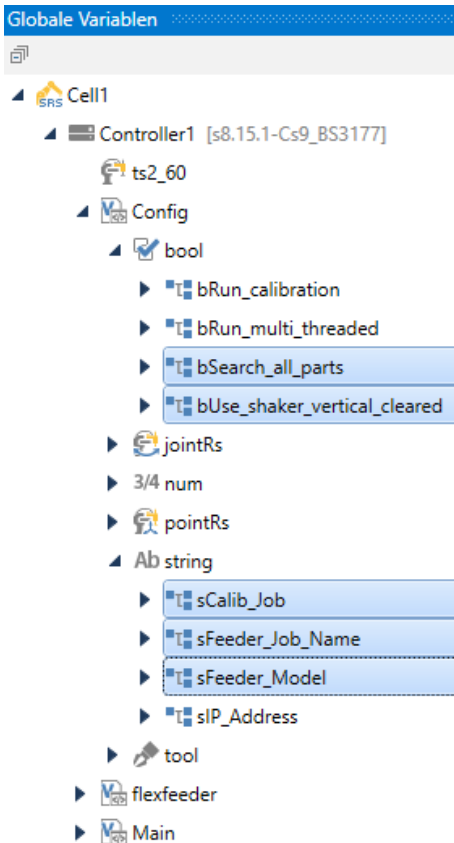 Globale Variablen
SRS Cell1
Controller1 [s8.15.1-Cs9_BS3177]
ts2_60
Config
bool
bRun_calibration
bRun_multi_threaded
bSearch_all_parts
bUse_shaker_vertical_cleared
jointRs
3/4 num
pointRs
Ab string
sCalib_Job
sFeeder_Job_Name
sFeeder_Model
sIP_Address
tool
flexfeeder
Main